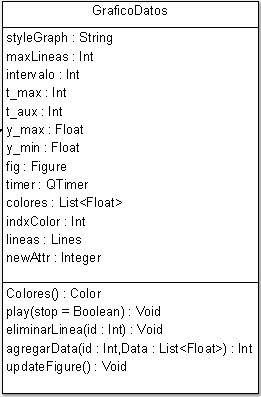 GraficoDatos
styleGraph : String
maxLineas : Int
intervalo : Int
t_max : Int
t_aux : Int
y_max : Float
y_min : Float
fig : Figure
timer : QTimer
colores : List<Float>
indxColor : Int
lineas : Lines
newAttr : Integer
Colores() : Color
play(stop = Boolean) : Void
eliminarLinea(id : Int) : Void
agregarData(id : Int,Data : List<Float>) : Int
updateFigure() : Void